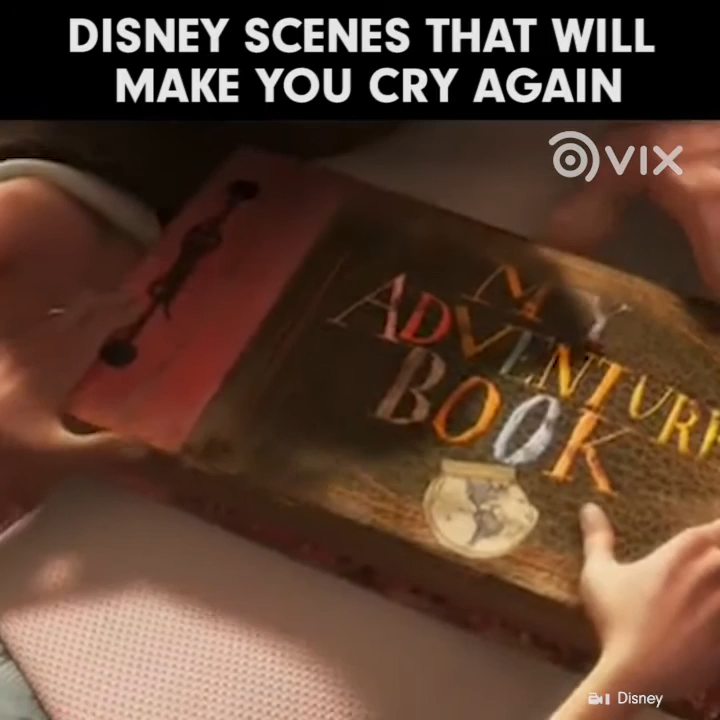 DISNEY SCENES THAT WILL
MAKE YOU CRY AGAIN
VIX
MY
ADVENTURE
BOOK
Disney